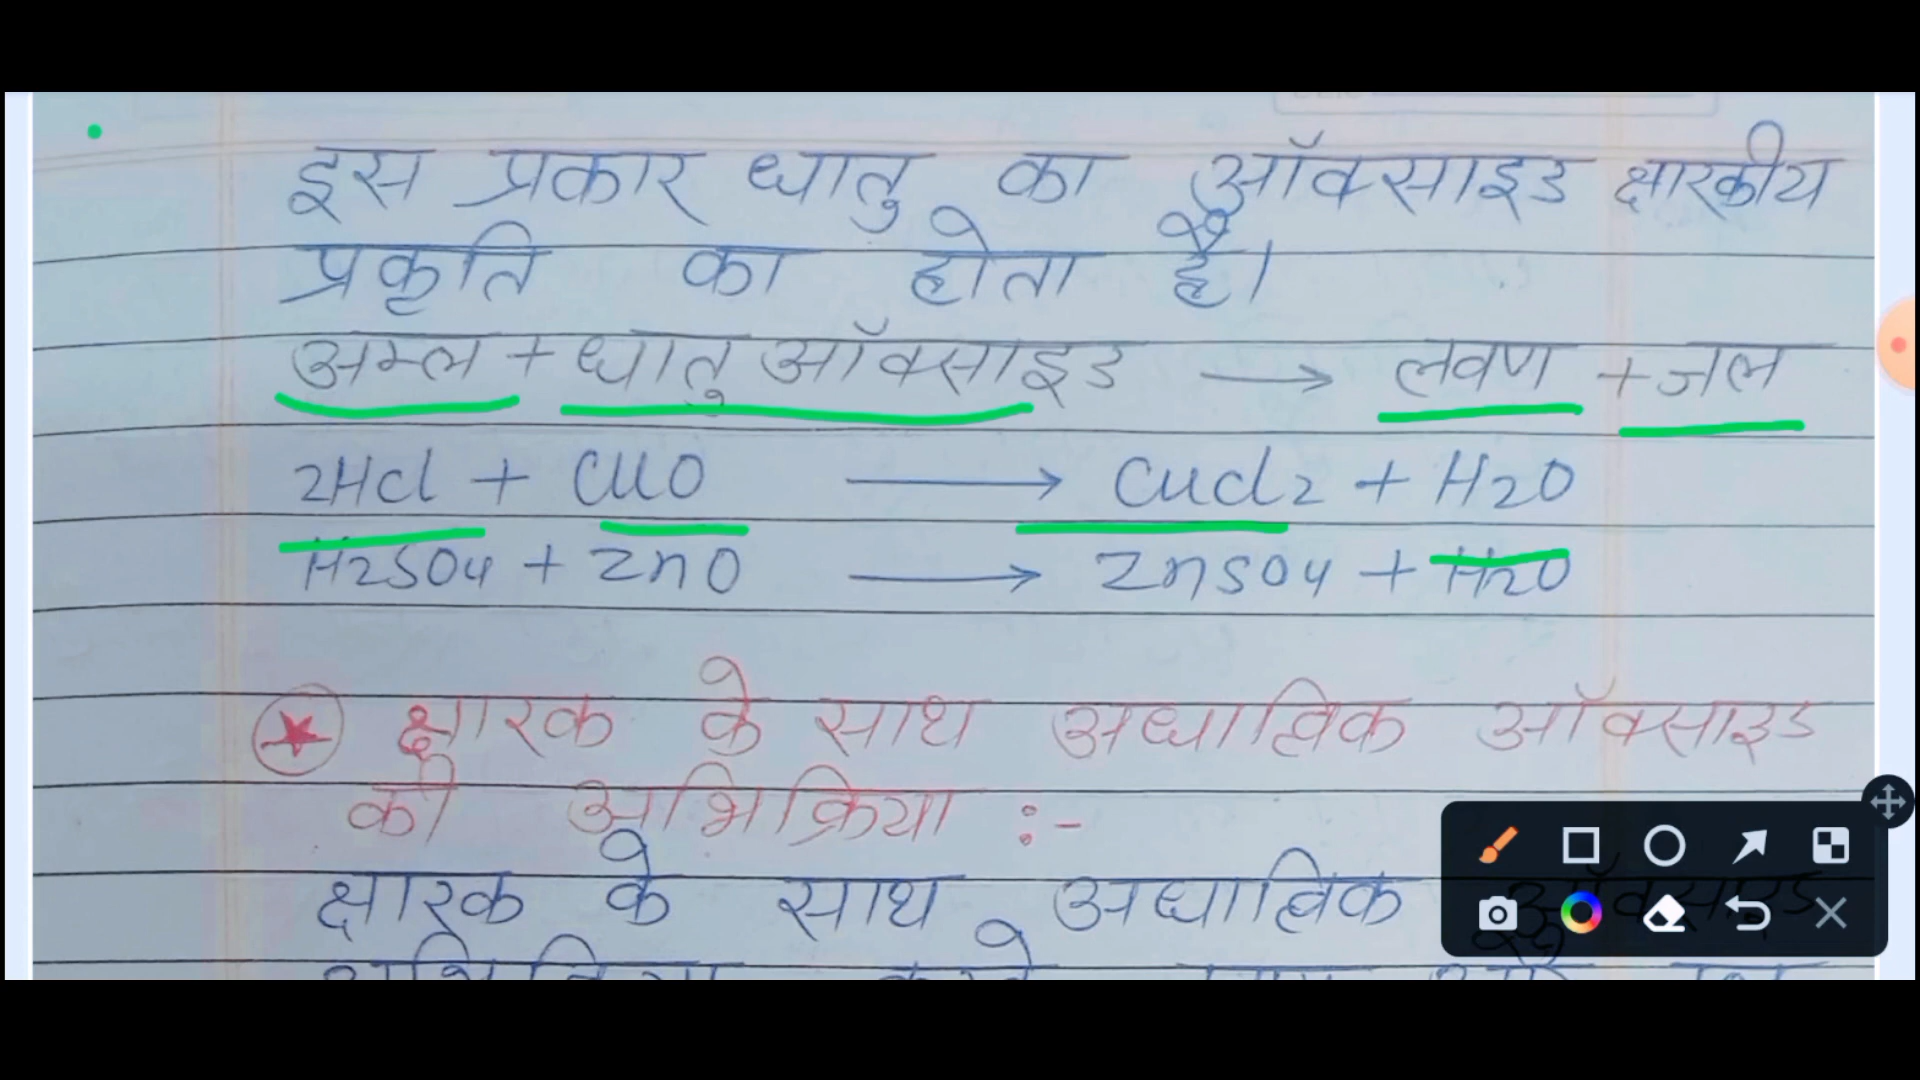 इस प्रकार धातु का ऑक्साइड क्षारकीय
प्रकृति का होता है।
अम्ल + धातु ऑक्साइड → लवण + जल
2HCl + CuO → CuCl2 + H2O
H2SO4 + ZnO → ZnSO4 + H2O
क्षारक के साथ अधात्विक ऑक्साइड
की अभिक्रिया :-
क्षारक के साथ अधात्विक